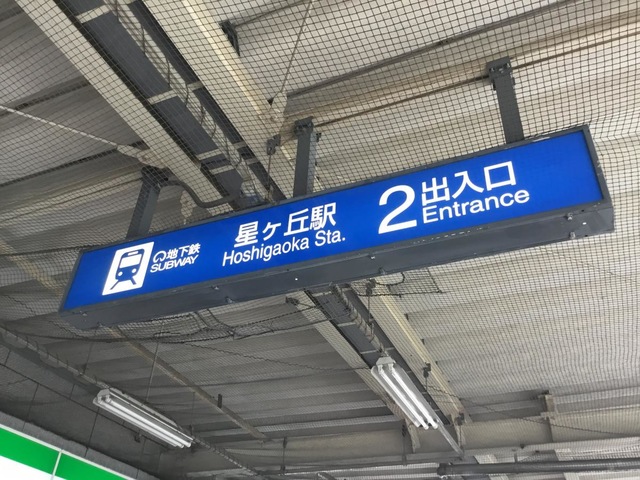 地下鉄
SUBWAY
星ヶ丘駅
Hoshigaoka Sta.
2 出入口
Entrance